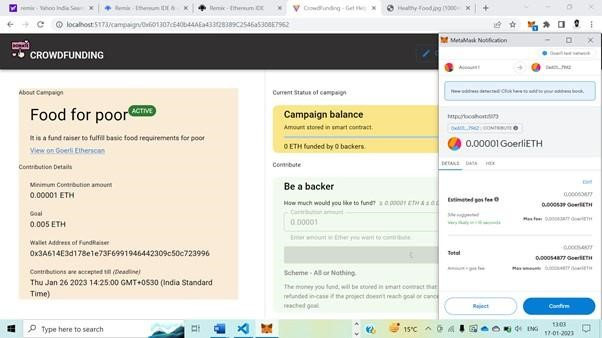 remix - Yahoo India Sear
Remix - Ethereum IDE &
Remix - Ethereum IDE
CrowdFunding - Get Hel
Healthy-Food.jpg (1000×
localhost:5173/campaign/0x601307cE40b44AEa433f28389C2546a5308E7962
CROWDFUNDING
About Campaign
Food for poor ACTIVE
It is a fund raiser to fulfill basic food requirements for poor
View on Goerli Etherscan
Contribution Details
Minimum Contribution amount
0.00001 ETH
Goal
0.005 ETH
Wallet Address of FundRaiser
0x3A614E3d178e1e73F6991946442309c50c723996
Contributions are accepted till (Deadline)
Thu Jan 26 2023 14:25:00 GMT+0530 (India Standard
Time)
Current Status of campaign
Campaign balance
Amount stored in smart contract.
0 ETH funded by 0 backers.
Contribute
Be a backer
How much would you like to fund? ≥ 0.00001 ETH & ≤ 0.0
Contribution amount
0.00001
Enter amount in Ether you want to contribute.
Scheme - All or Nothing.
The money you fund, will be stored in smart contract that
refunded-in-case if the project doesn't goal or cance
reached goal.
MetaMask Notification
Goerli test network
Account 1
0x601...7962
New address detected! Click here to add to your address book.
http://localhost:5173
0x601...7962 : CONTRIBUTE
0.00001 GoerliETH
DETAILS DATA HEX
EDIT
Estimated gas fee
0.00053877
0.000539 GoerliETH
Site suggested
Very likely in < 15 seconds
Max fee: 0.00053877 GoerliETH
Total
0.00054877
0.00054877 GoerliETH
Amount + gas fee
Max amount: 0.00054877 GoerliETH
Reject
Confirm
Type here to search
15°C
ENG
13:03
17-01-2023